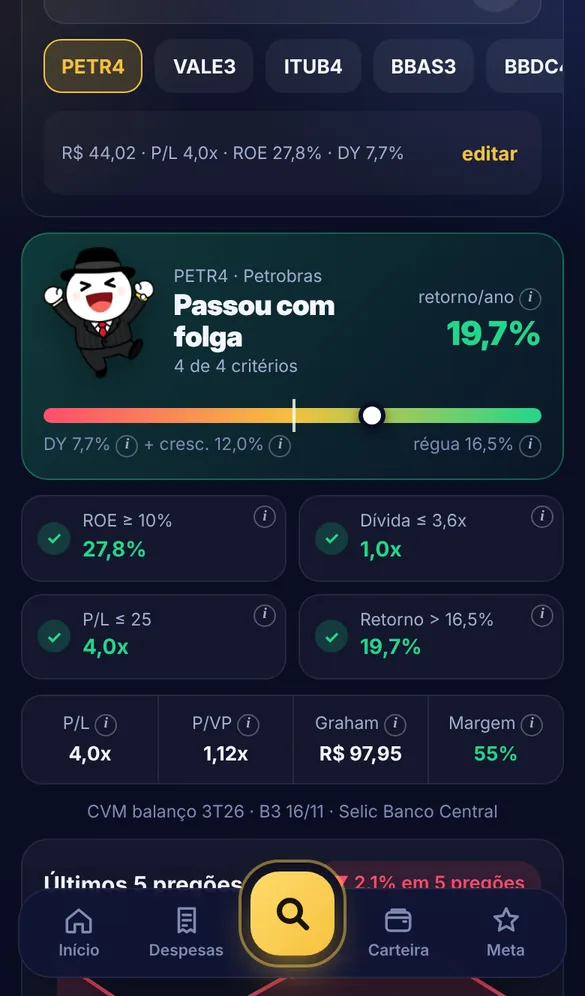 PETR4
VALE3
ITUB4
BBAS3
BBDC4
R$ 44,02 · P/L 4,0x · ROE 27,8% · DY 7,7%
editar
PETR4 · Petrobras
Passou com
folga
4 de 4 critérios
retorno/ano i
19,7%
DY 7,7% i + cresc. 12,0% i
régua 16,5% i
ROE ≥ 10% i
27,8%
Dívida ≤ 3,6x i
1,0x
P/L ≤ 25 i
4,0x
Retorno > 16,5% i
19,7%
P/L i
4,0x
P/VP i
1,12x
Graham i
R$ 97,95
Margem i
55%
CVM balanço 3T26 · B3 16/11 · Selic Banco Central
Últimos 5 pregões
▼ 2,1% em 5 pregões
Início
Despesas
Carteira
Meta